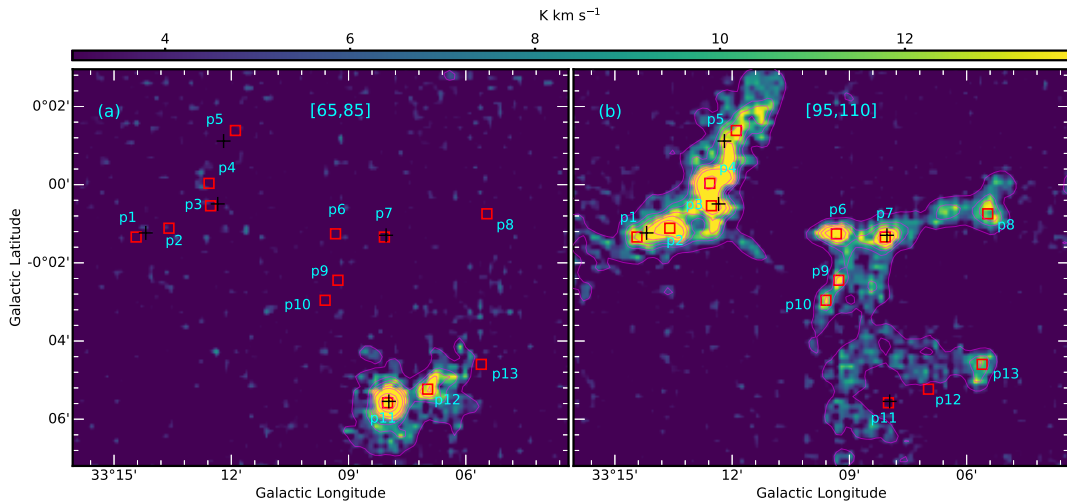 K km s⁻¹
4 6 8 10 12
(a) [65,85]
p5
p4
p3
p1
p2
p6
p7
p8
p9
p10
p13
p12
p11
(b) [95,110]
p5
p4
p3
p1
p2
p6
p7
p8
p9
p10
p13
p12
p11
Galactic Latitude
0°02'
00'
-0°02'
04'
06'
33°15' 12' 09' 06'
33°15' 12' 09' 06'
Galactic Longitude
Galactic Longitude